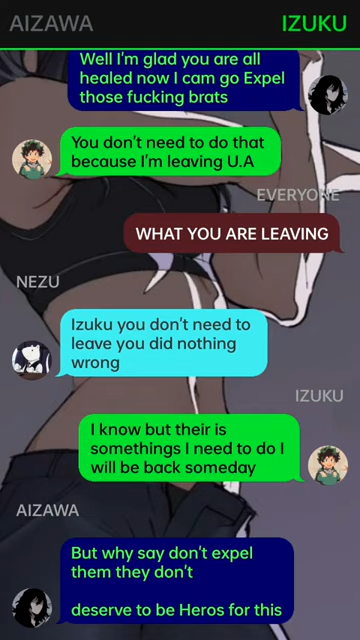 AIZAWA
IZUKU
Well I'm glad you are all
healed now I cam go Expel
those fucking brats
You don't need to do that
because I'm leaving U.A
EVERYONE
WHAT YOU ARE LEAVING
NEZU
Izuku you don't need to
leave you did nothing
wrong
IZUKU
I know but their is
somethings I need to do I
will be back someday
AIZAWA
But why say don't expel
them they don't
deserve to be Heros for this